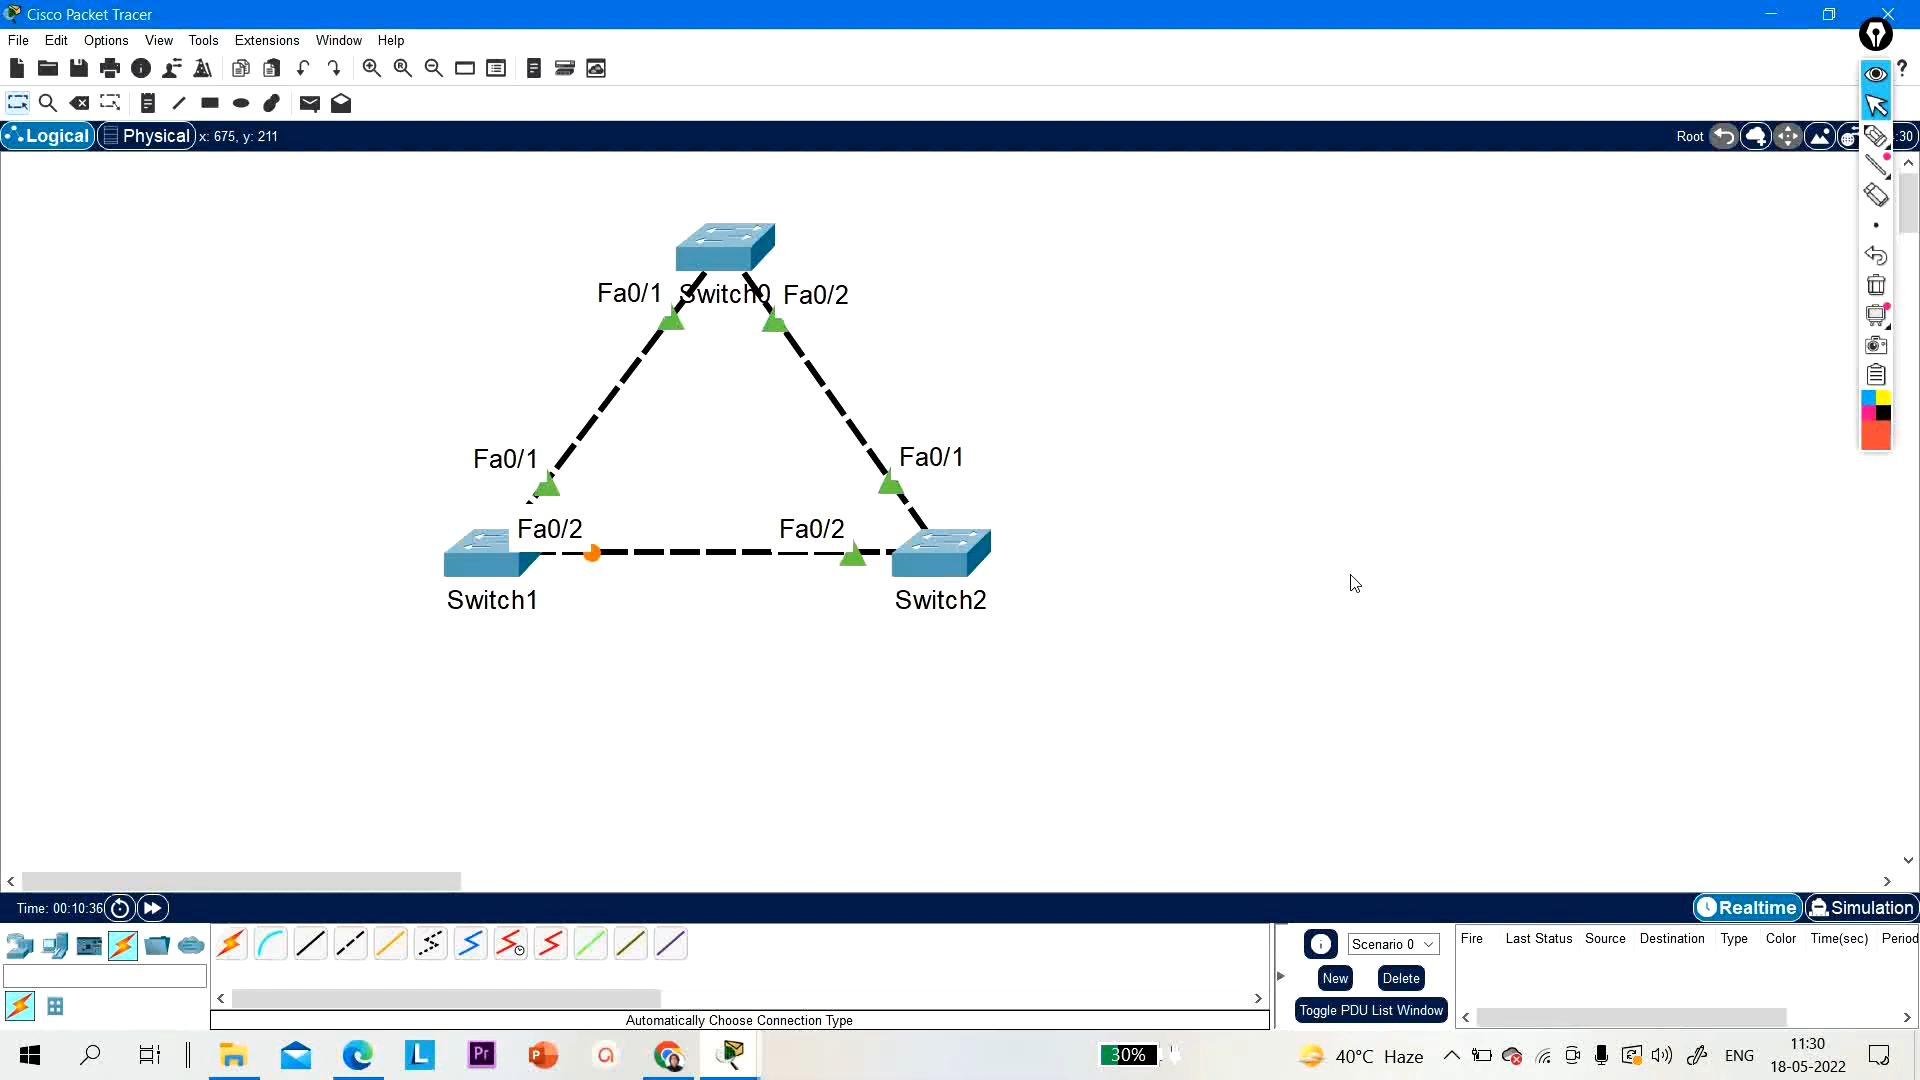 Cisco Packet Tracer
File Edit Options View Tools Extensions Window Help
?
Logical Physical x: 675, y: 211
Root :30
Fa0/1 Switch0 Fa0/2
Fa0/1 Fa0/1
Fa0/2 Fa0/2
Switch1 Switch2
Time: 00:10:36
Realtime Simulation
Scenario 0
New Delete
Toggle PDU List Window
Fire Last Status Source Destination Type Color Time(sec) Period
Automatically Choose Connection Type
L Pr P a
30%
40°C Haze
ENG
11:30
18-05-2022